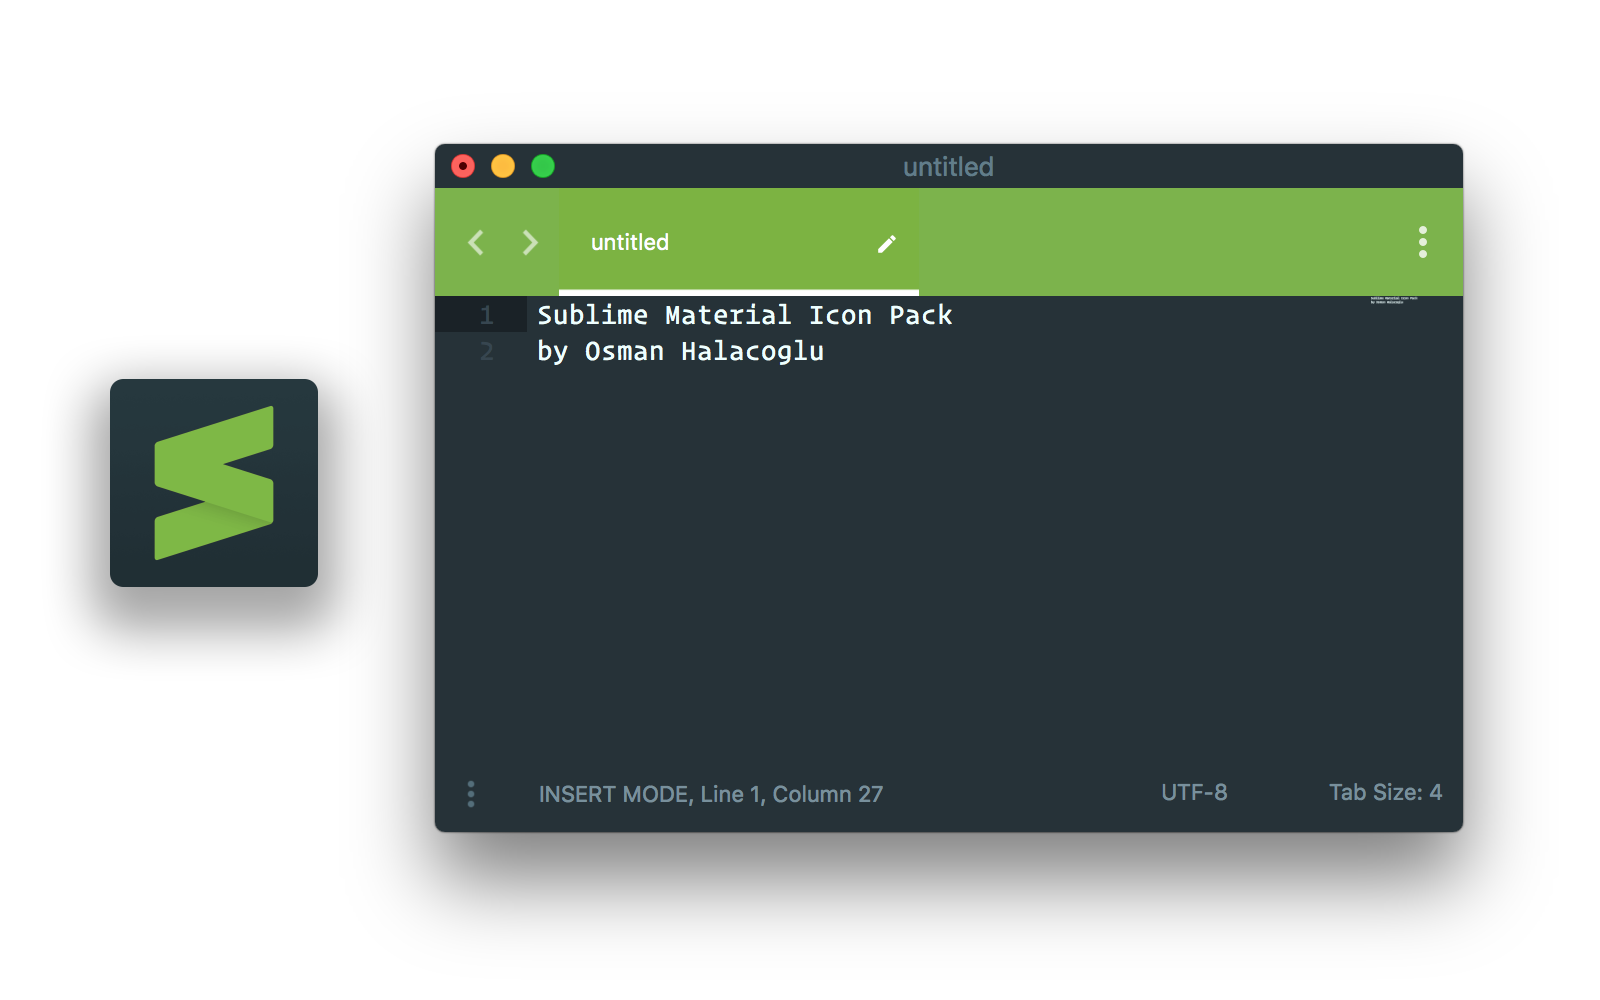 untitled
untitled
1 Sublime Material Icon Pack
2 by Osman Halacoglu
INSERT MODE, Line 1, Column 27 UTF-8 Tab Size: 4